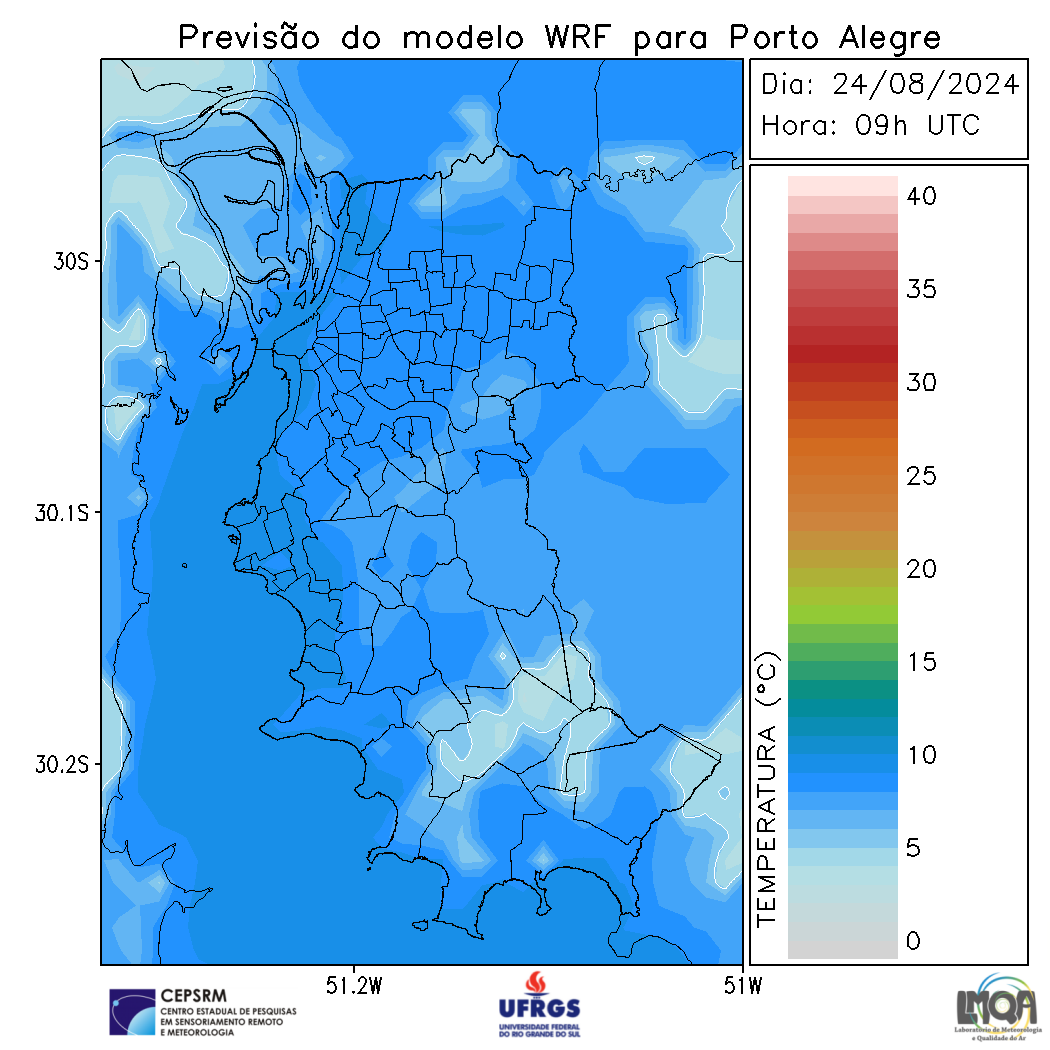 Previsão do modelo WRF para Porto Alegre
Dia: 24/08/2024
Hora: 09h UTC
30S
30.1S
30.2S
51.2W
51W
40
35
30
25
20
15
10
5
0
TEMPERATURA (°C)
CEPSRM
CENTRO ESTADUAL DE PESQUISAS
EM SENSORIAMENTO REMOTO
E METEOROLOGIA
UFRGS
UNIVERSIDADE FEDERAL
DO RIO GRANDE DO SUL
LMQA
Laboratório de Meteorologia
e Qualidade do Ar